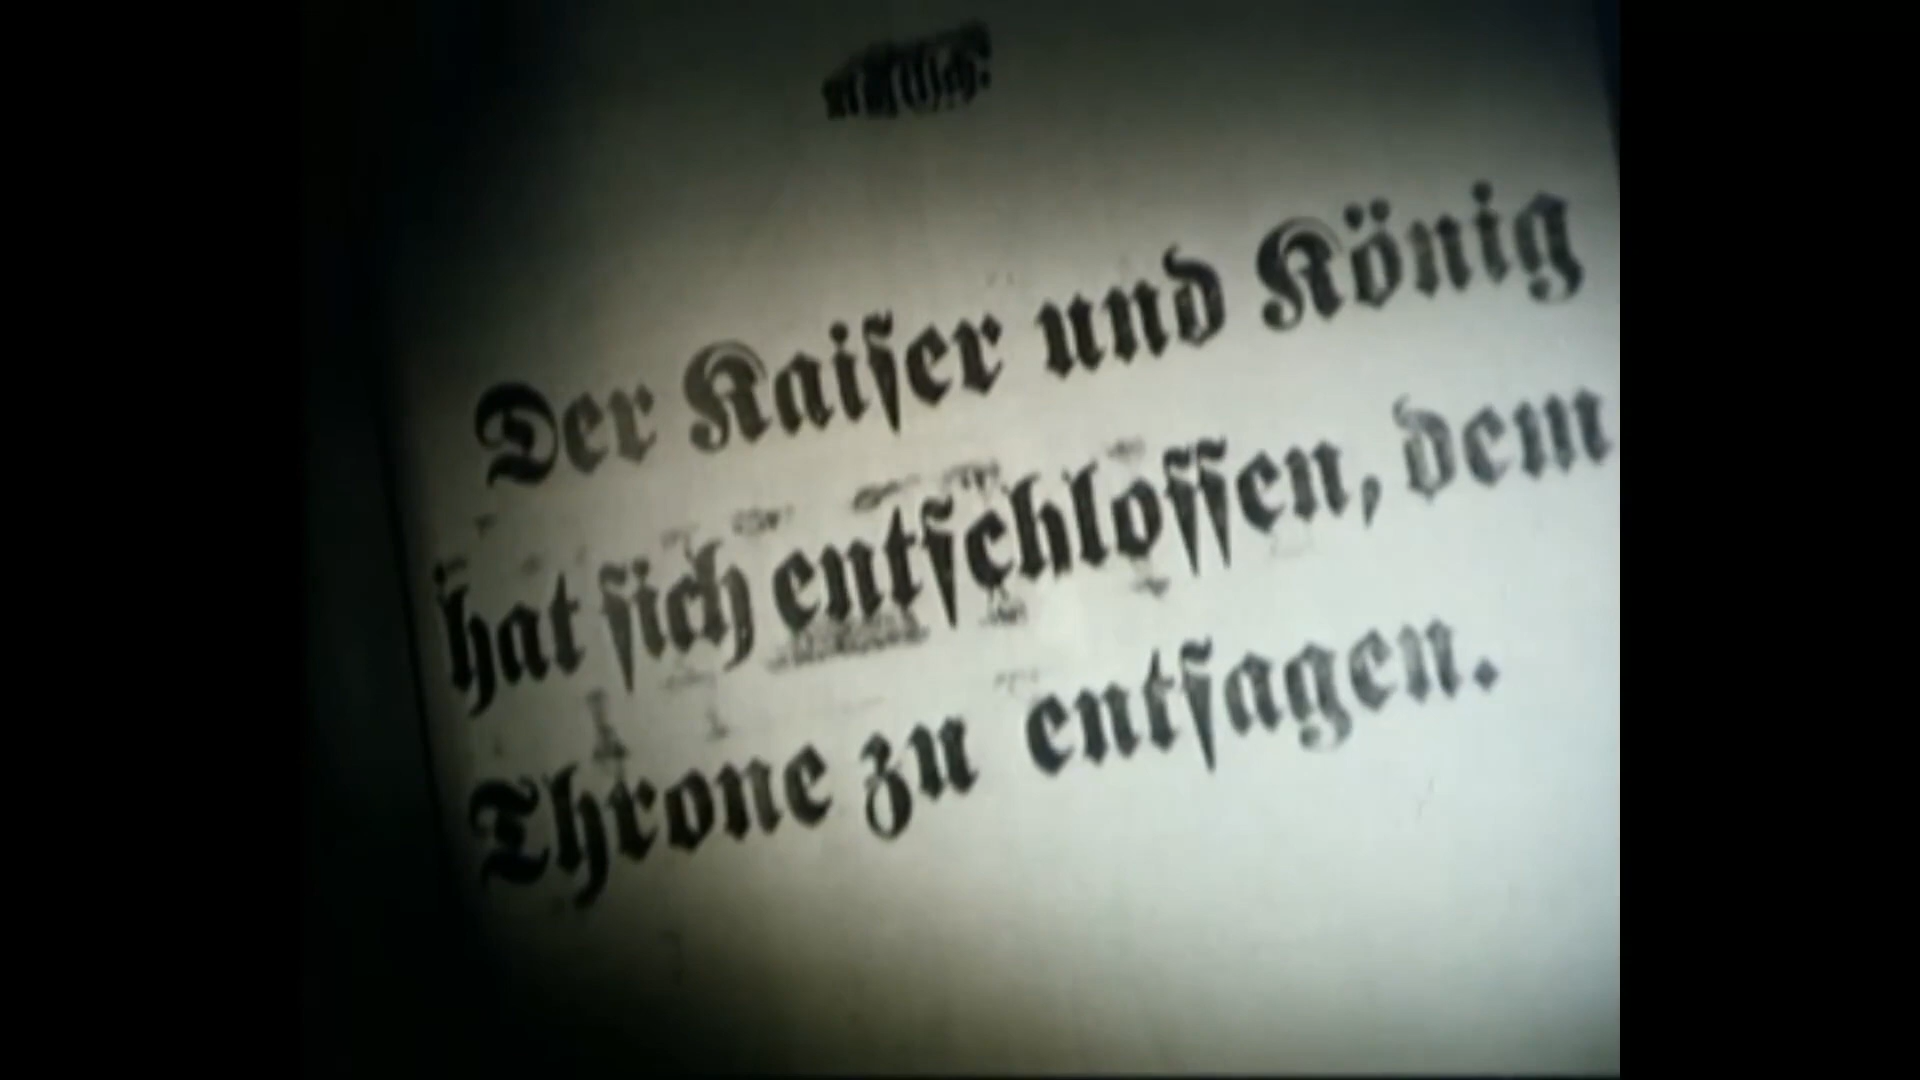 Der Kaiser und König
hat sich entschlossen, dem
Throne zu entsagen.